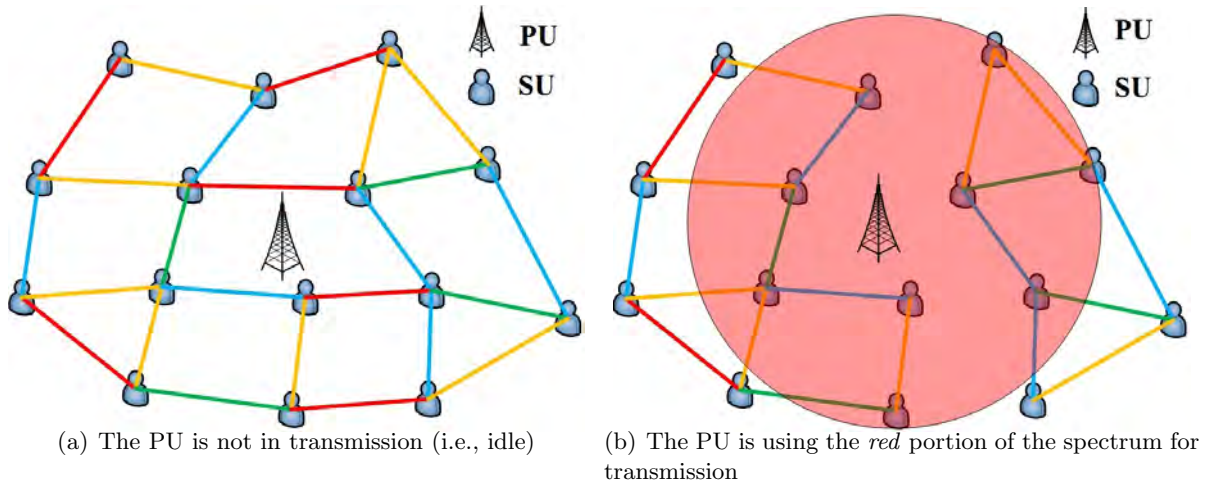 PU
SU
PU
SU
(a) The PU is not in transmission (i.e., idle)
(b) The PU is using the red portion of the spectrum for
transmission